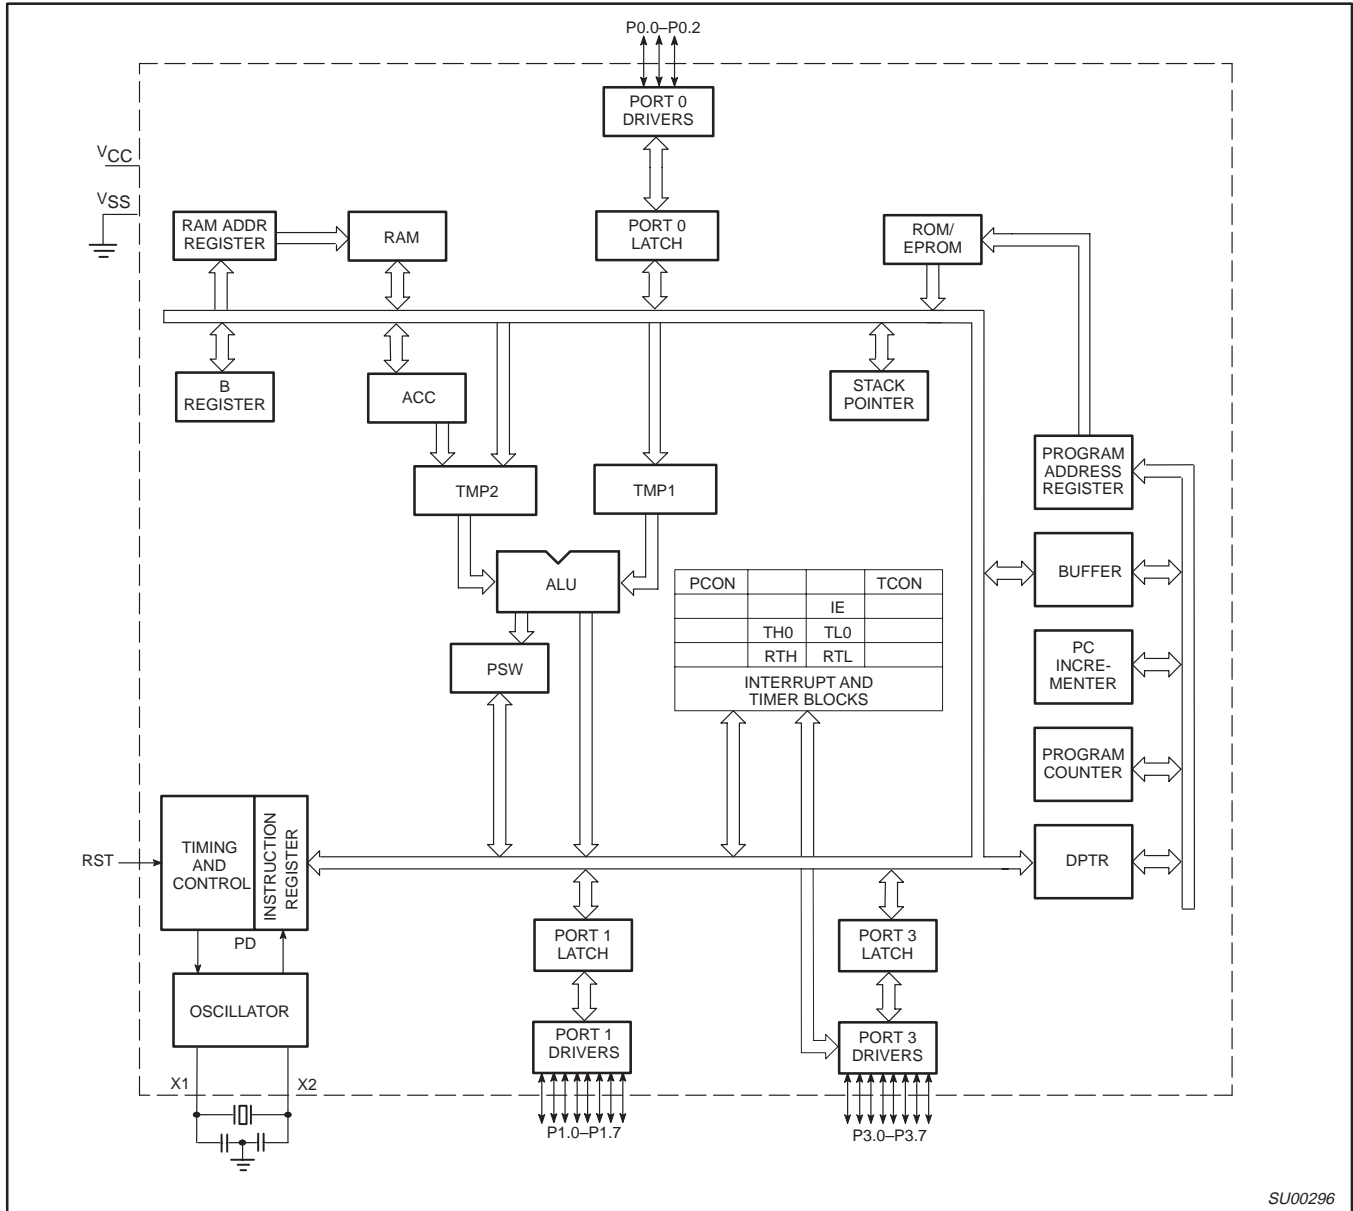 P0.0–P0.2
PORT 0
DRIVERS
VCC
VSS
RAM ADDR
REGISTER
RAM
PORT 0
LATCH
ROM/
EPROM
B
REGISTER
ACC
STACK
POINTER
TMP2
TMP1
PROGRAM
ADDRESS
REGISTER
ALU
BUFFER
PCON
TCON
IE
TH0
TL0
RTH
RTL
INTERRUPT AND
TIMER BLOCKS
PSW
PC
INCRE-
MENTER
PROGRAM
COUNTER
RST
TIMING
AND
CONTROL
INSTRUCTION
REGISTER
DPTR
PD
PORT 1
LATCH
PORT 3
LATCH
OSCILLATOR
PORT 1
DRIVERS
PORT 3
DRIVERS
X1
X2
P1.0–P1.7
P3.0–P3.7
SU00296